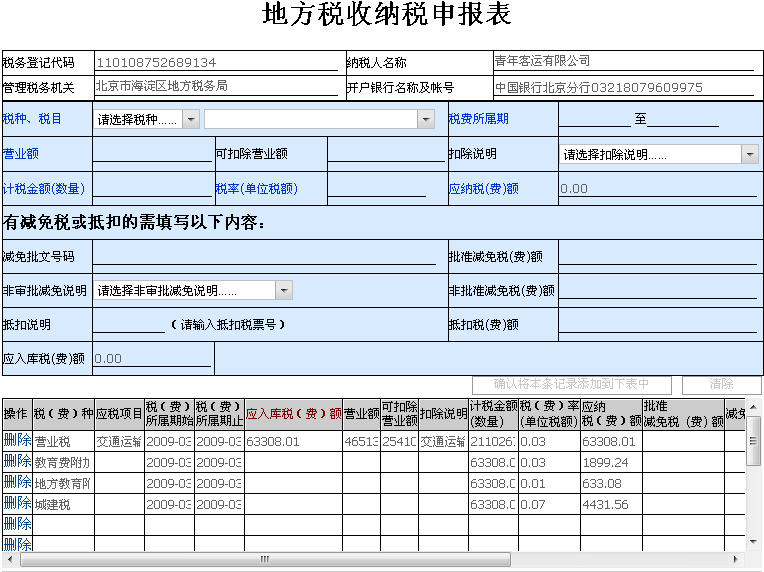 地方税收纳税申报表
税务登记代码 110108752689134 纳税人名称 青年客运有限公司
管理税务机关 北京市海淀区地方税务局 开户银行名称及帐号 中国银行北京分行03218079609975
税种、税目 请选择税种...... 税费所属期 至
营业额 可扣除营业额 扣除说明 请选择扣除说明......
计税金额(数量) 税率(单位税额) 应纳税(费)额 0.00
有减免税或抵扣的需填写以下内容：
减免批文号码 批准减免税(费)额
非审批减免说明 请选择非审批减免说明...... 非批准减免税(费)额
抵扣说明 （请输入抵扣税票号） 抵扣税(费)额
应入库税(费)额 0.00
确认将本条记录添加到下表中 清除
操作 税（费）种 应税项目 税（费）所属期始 税（费）所属期止 应入库税（费）额 营业额 可扣除营业额 扣除说明 计税金额(数量) 税（费）率(单位税额) 应纳税（费）额 批准减免税（费）额 减免
删除 营业税 交通运输 2009-03 2009-03 63308.01 46513 25410 交通运输 211026 0.03 63308.01
删除 教育费附加 2009-03 2009-03 63308.0 0.03 1899.24
删除 地方教育附 2009-03 2009-03 63308.0 0.01 633.08
删除 城建税 2009-03 2009-03 63308.0 0.07 4431.56
删除
删除